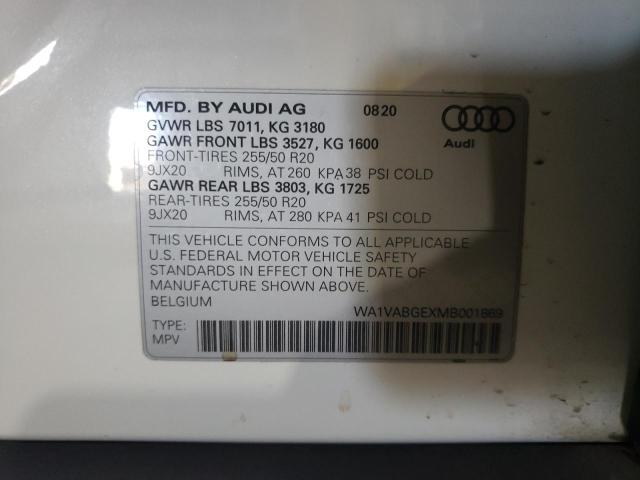 MFD. BY AUDI AG 0820
GVWR LBS 7011, KG 3180
GAWR FRONT LBS 3527, KG 1600
FRONT-TIRES 255/50 R20
9JX20 RIMS, AT 260 KPA 38 PSI COLD
GAWR REAR LBS 3803, KG 1725
REAR-TIRES 255/50 R20
9JX20 RIMS, AT 280 KPA 41 PSI COLD
Audi
THIS VEHICLE CONFORMS TO ALL APPLICABLE
U.S. FEDERAL MOTOR VEHICLE SAFETY
STANDARDS IN EFFECT ON THE DATE OF
MANUFACTURE SHOWN ABOVE.
BELGIUM
WA1VABGEXMB001869
TYPE:
MPV